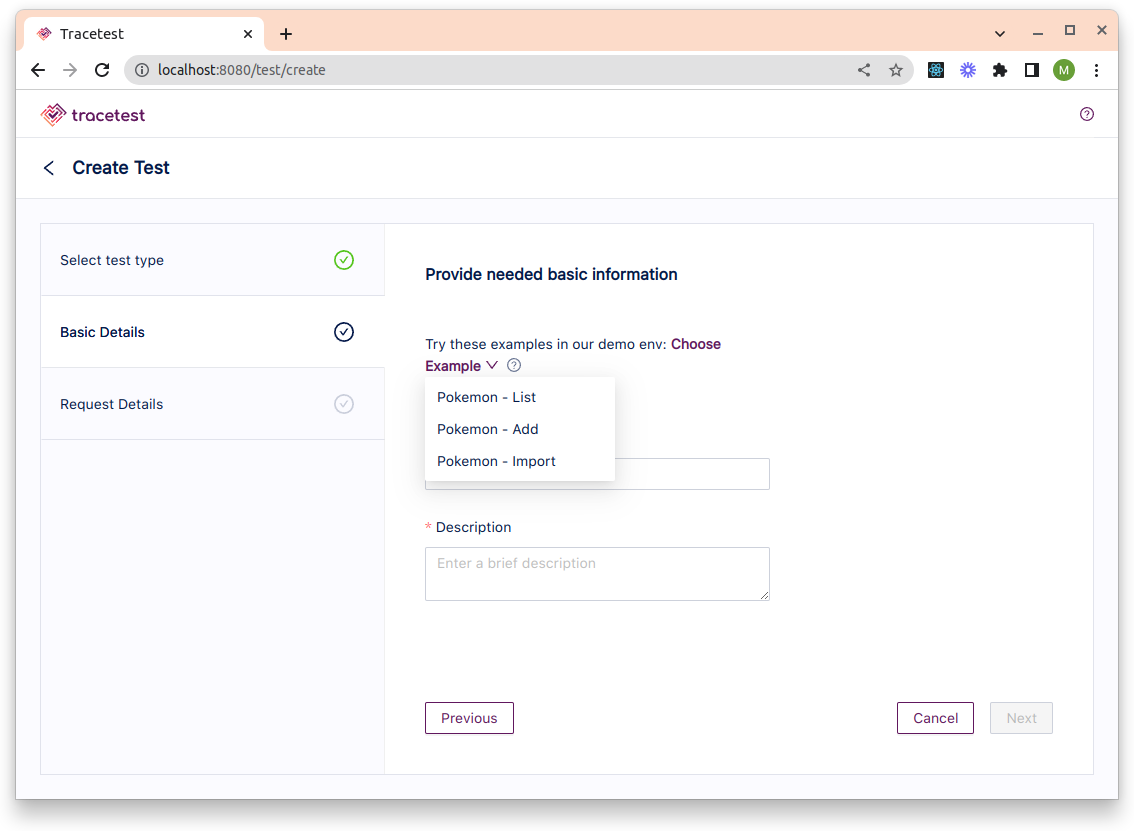 Tracetest
localhost:8080/test/create
M
tracetest
Create Test
Select test type
Basic Details
Request Details
Provide needed basic information
Try these examples in our demo env: Choose
Example
Pokemon - List
Pokemon - Add
Pokemon - Import
* Description
Enter a brief description
Previous
Cancel
Next